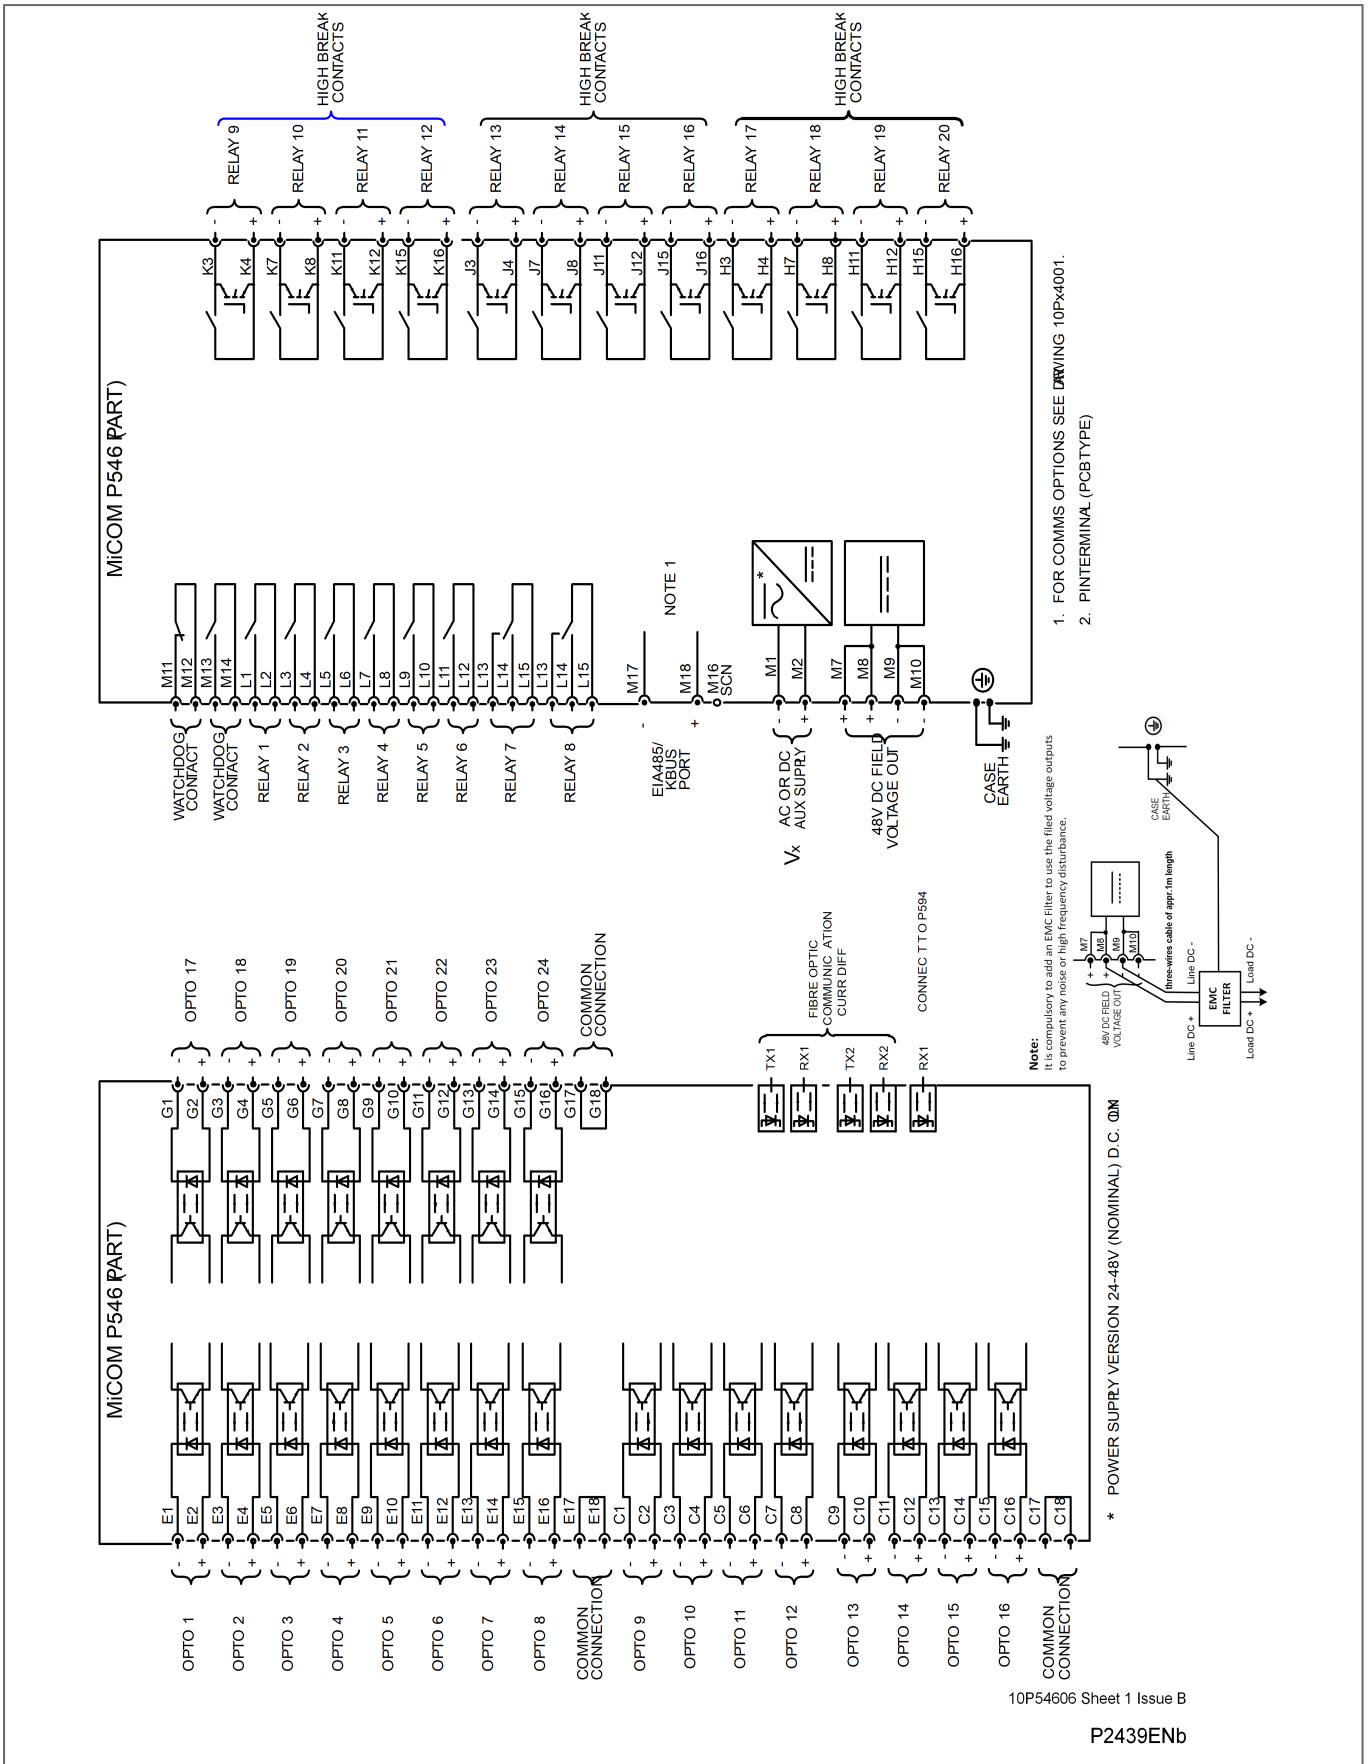 HIGH BREAK
CONTACTS
HIGH BREAK
CONTACTS
HIGH BREAK
CONTACTS
RELAY 9
RELAY 10
RELAY 11
RELAY 12
RELAY 13
RELAY 14
RELAY 15
RELAY 16
RELAY 17
RELAY 18
RELAY 19
RELAY 20
- + - + - + - + - + - + - + - + - + - + - + - +
K3 K4 K7 K8 K11 K12 K15 K16 J3 J4 J7 J8 J11 J12 J15 J16 H3 H4 H7 H8 H11 H12 H15 H16
MiCOM P546 (PART)
M11 M12 M13 M14 L1 L2 L3 L4 L5 L6 L7 L8 L9 L10 L11 L12 L13 L14 L15 L13 L14 L15 M17 M18 M16
SCN
NOTE 1
*
M1 M2 M7 M8 M9 M10
- + - + + + - -
WATCHDOG
CONTACT
WATCHDOG
CONTACT
RELAY 1
RELAY 2
RELAY 3
RELAY 4
RELAY 5
RELAY 6
RELAY 7
RELAY 8
EIA485/
KBUS
PORT
Vx
AC OR DC
AUX SUPPLY
48V DC FIELD
VOLTAGE OUT
CASE
EARTH
1. FOR COMMS OPTIONS SEE DRAWING 10Px4001.
2. PINTERMINAL (PCBTYPE)
OPTO 17
OPTO 18
OPTO 19
OPTO 20
OPTO 21
OPTO 22
OPTO 23
OPTO 24
COMMON
CONNECTION
- + - + - + - + - + - + - + - +
G1 G2 G3 G4 G5 G6 G7 G8 G9 G10 G11 G12 G13 G14 G15 G16 G17 G18
FIBRE OPTIC
COMMUNIC ATION
CURR DIFF
CONNEC T T O P594
TX1
RX1
TX2
RX2
RX1
MiCOM P546 (PART)
E1 E2 E3 E4 E5 E6 E7 E8 E9 E10 E11 E12 E13 E14 E15 E16 E17 E18 C1 C2 C3 C4 C5 C6 C7 C8 C9 C10 C11 C12 C13 C14 C15 C16 C17 C18
- + - + - + - + - + - + - + - + - + - + - + - + - + - + - + - +
OPTO 1
OPTO 2
OPTO 3
OPTO 4
OPTO 5
OPTO 6
OPTO 7
OPTO 8
COMMON
CONNECTION
OPTO 9
OPTO 10
OPTO 11
OPTO 12
OPTO 13
OPTO 14
OPTO 15
OPTO 16
COMMON
CONNECTION
* POWER SUPPLY VERSION 24-48V (NOMINAL) D.C. ONLY
Note:
It is compulsory to add an EMC Filter to use the filed voltage outputs
to prevent any noise or high frequency disturbance.
CASE
EARTH
M7 M8 M9 M10
+ + - -
48V DC FIELD
VOLTAGE OUT
three-wires cable of appr.1m length
Line DC +
Line DC -
EMC
FILTER
Load DC +
Load DC -
10P54606 Sheet 1 Issue B
P2439ENb